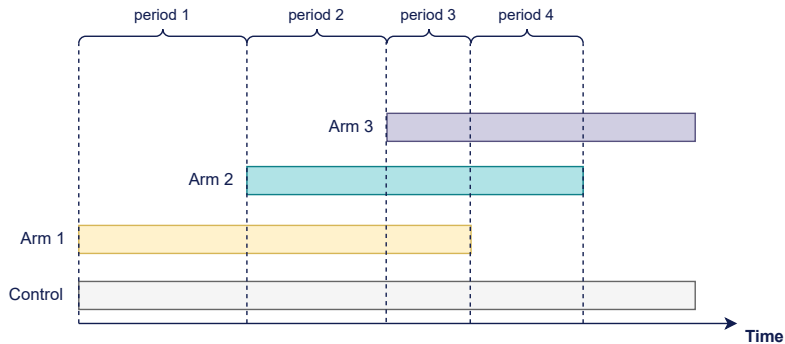 period 1
period 2
period 3
period 4
Arm 3
Arm 2
Arm 1
Control
Time